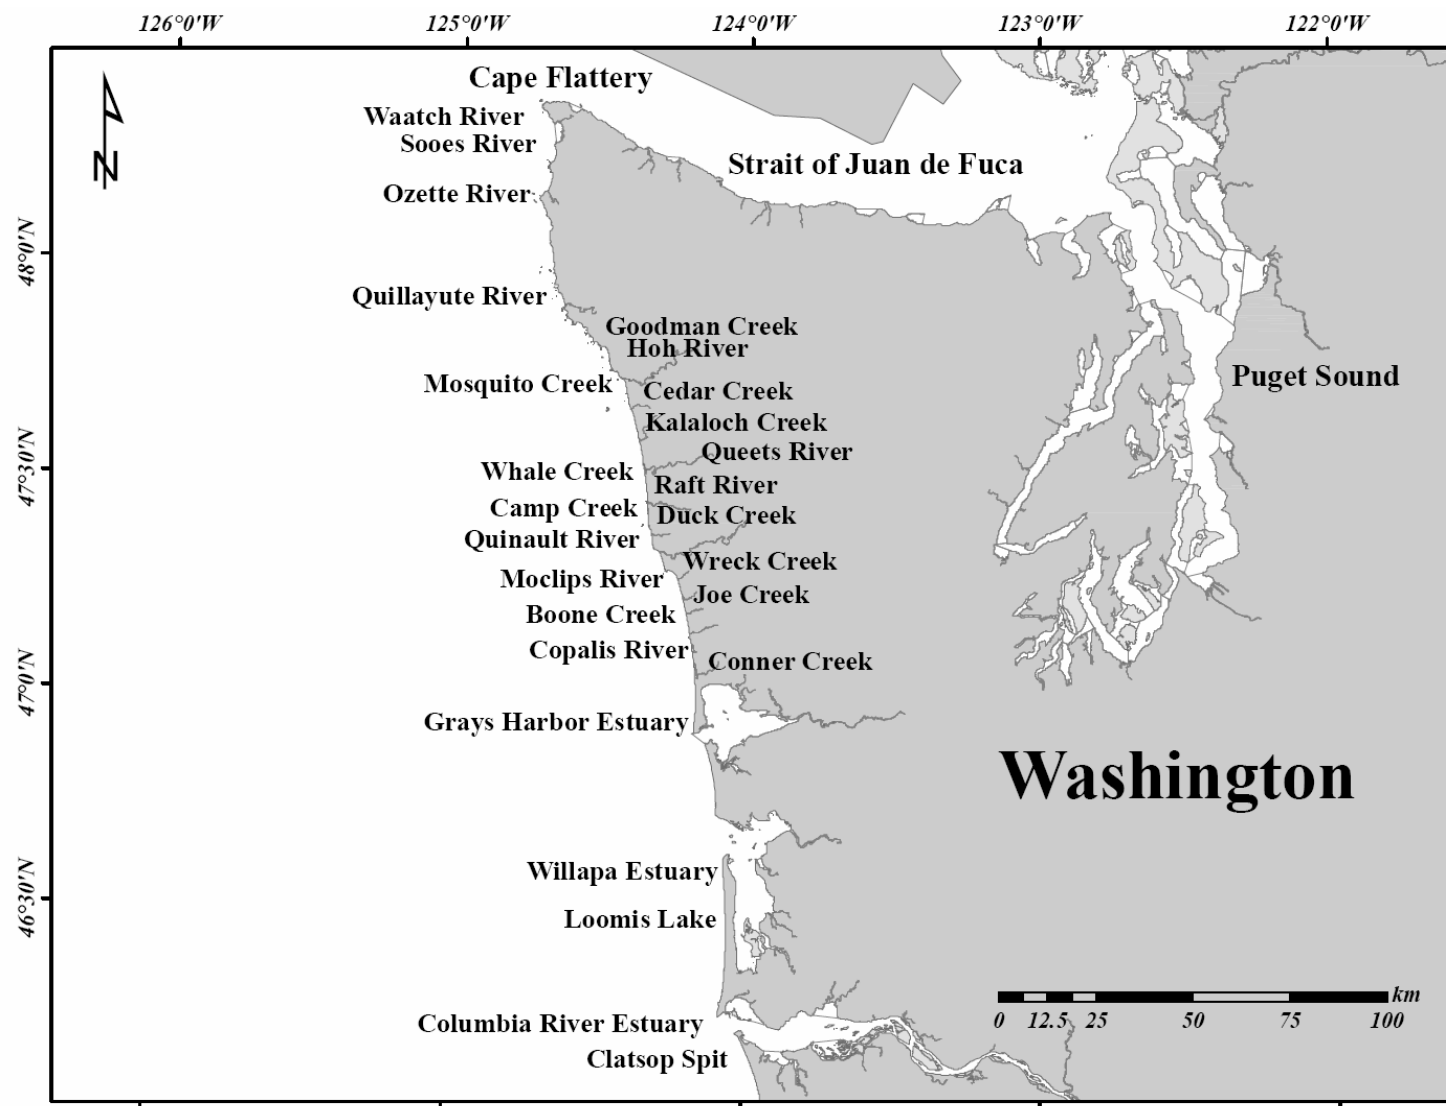 126°0'W 125°0'W 124°0'W 123°0'W 122°0'W
Cape Flattery
Waatch River
Sooes River
N
Strait of Juan de Fuca
Ozette River
48°0'N
Quillayute River
Goodman Creek
Hoh River
Mosquito Creek
Puget Sound
Cedar Creek
Kalaloch Creek
Queets River
47°30'N
Whale Creek
Raft River
Camp Creek
Duck Creek
Quinault River
Wreck Creek
Moclips River
Joe Creek
Boone Creek
Copalis River
Conner Creek
47°0'N
Grays Harbor Estuary
Washington
Willapa Estuary
46°30'N
Loomis Lake
km
0 12.5 25 50 75 100
Columbia River Estuary
Clatsop Spit